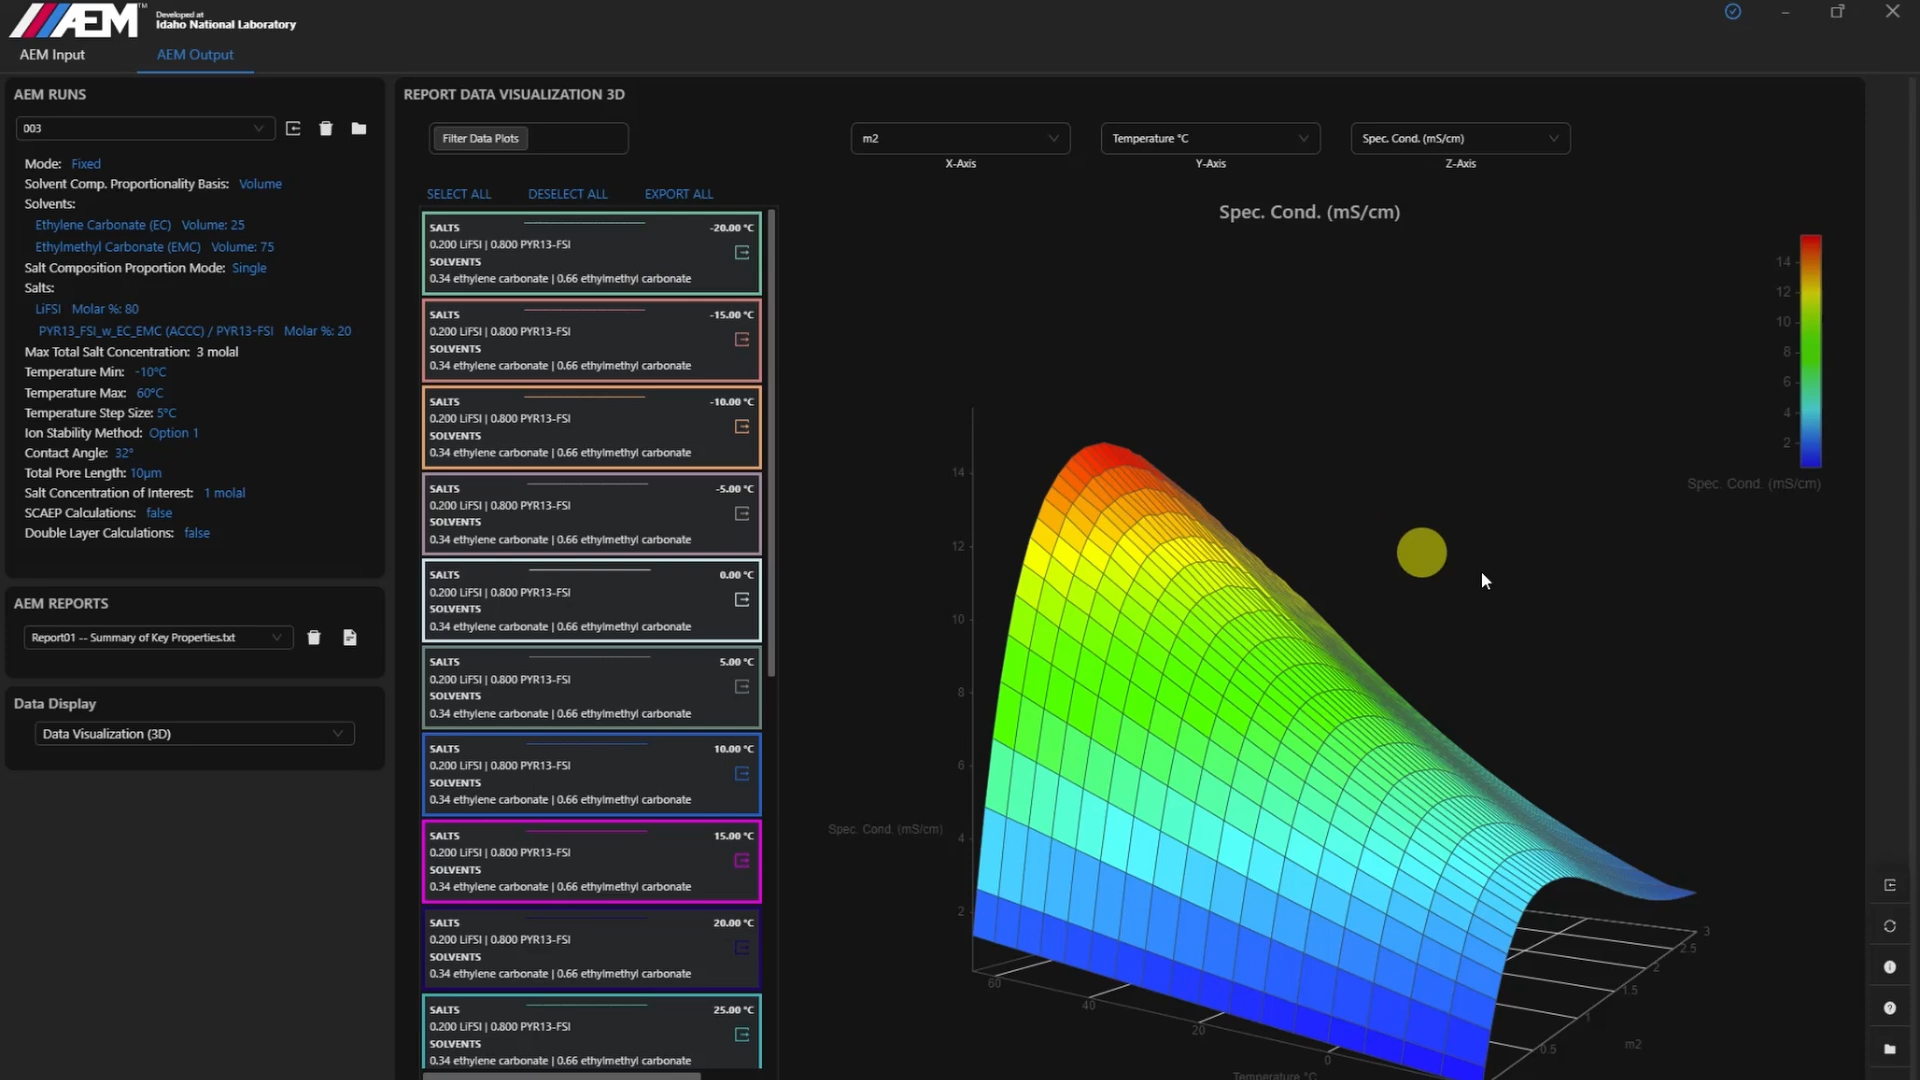 AEM™
Developed at
Idaho National Laboratory
AEM Input
AEM Output
AEM RUNS
003
Mode: Fixed
Solvent Comp. Proportionality Basis: Volume
Solvents:
Ethylene Carbonate (EC) Volume: 25
Ethylmethyl Carbonate (EMC) Volume: 75
Salt Composition Proportion Mode: Single
Salts:
LiFSI Molar %: 80
PYR13_FSI_w_EC_EMC (ACCC) / PYR13-FSI Molar %: 20
Max Total Salt Concentration: 3 molal
Temperature Min: -10°C
Temperature Max: 60°C
Temperature Step Size: 5°C
Ion Stability Method: Option 1
Contact Angle: 32°
Total Pore Length: 10μm
Salt Concentration of Interest: 1 molal
SCAEP Calculations: false
Double Layer Calculations: false
AEM REPORTS
Report01 -- Summary of Key Properties.txt
Data Display
Data Visualization (3D)
REPORT DATA VISUALIZATION 3D
Filter Data Plots
SELECT ALL
DESELECT ALL
EXPORT ALL
SALTS -20.00 °C
0.200 LiFSI | 0.800 PYR13-FSI
SOLVENTS
0.34 ethylene carbonate | 0.66 ethylmethyl carbonate
SALTS -15.00 °C
0.200 LiFSI | 0.800 PYR13-FSI
SOLVENTS
0.34 ethylene carbonate | 0.66 ethylmethyl carbonate
SALTS -10.00 °C
0.200 LiFSI | 0.800 PYR13-FSI
SOLVENTS
0.34 ethylene carbonate | 0.66 ethylmethyl carbonate
SALTS -5.00 °C
0.200 LiFSI | 0.800 PYR13-FSI
SOLVENTS
0.34 ethylene carbonate | 0.66 ethylmethyl carbonate
SALTS 0.00 °C
0.200 LiFSI | 0.800 PYR13-FSI
SOLVENTS
0.34 ethylene carbonate | 0.66 ethylmethyl carbonate
SALTS 5.00 °C
0.200 LiFSI | 0.800 PYR13-FSI
SOLVENTS
0.34 ethylene carbonate | 0.66 ethylmethyl carbonate
SALTS 10.00 °C
0.200 LiFSI | 0.800 PYR13-FSI
SOLVENTS
0.34 ethylene carbonate | 0.66 ethylmethyl carbonate
SALTS 15.00 °C
0.200 LiFSI | 0.800 PYR13-FSI
SOLVENTS
0.34 ethylene carbonate | 0.66 ethylmethyl carbonate
SALTS 20.00 °C
0.200 LiFSI | 0.800 PYR13-FSI
SOLVENTS
0.34 ethylene carbonate | 0.66 ethylmethyl carbonate
SALTS 25.00 °C
0.200 LiFSI | 0.800 PYR13-FSI
SOLVENTS
0.34 ethylene carbonate | 0.66 ethylmethyl carbonate
m2
X-Axis
Temperature °C
Y-Axis
Spec. Cond. (mS/cm)
Z-Axis
Spec. Cond. (mS/cm)
14
12
10
8
6
4
2
Spec. Cond. (mS/cm)
14
12
10
8
6
4
2
Spec. Cond. (mS/cm)
60
40
20
0
Temperature °C
3
2.5
2
1.5
1
0.5
m2